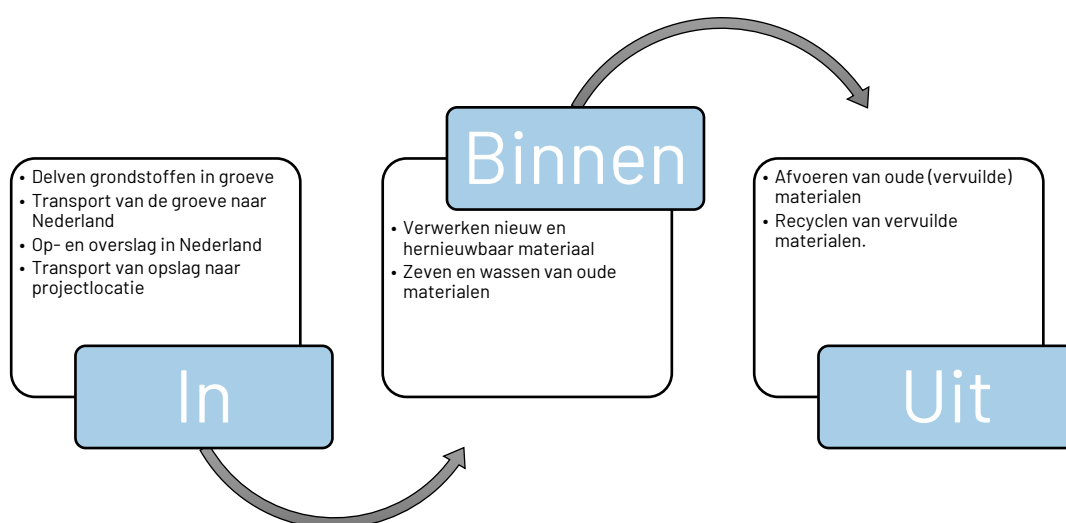 • Delven grondstoffen in groeve
• Transport van de groeve naar
Nederland
• Op- en overslag in Nederland
• Transport van opslag naar
projectlocatie
In
Binnen
• Verwerken nieuw en
hernieuwbaar materiaal
• Zeven en wassen van oude
materialen
• Afvoeren van oude (vervuilde)
materialen
• Recyclen van vervuilde
materialen.
Uit